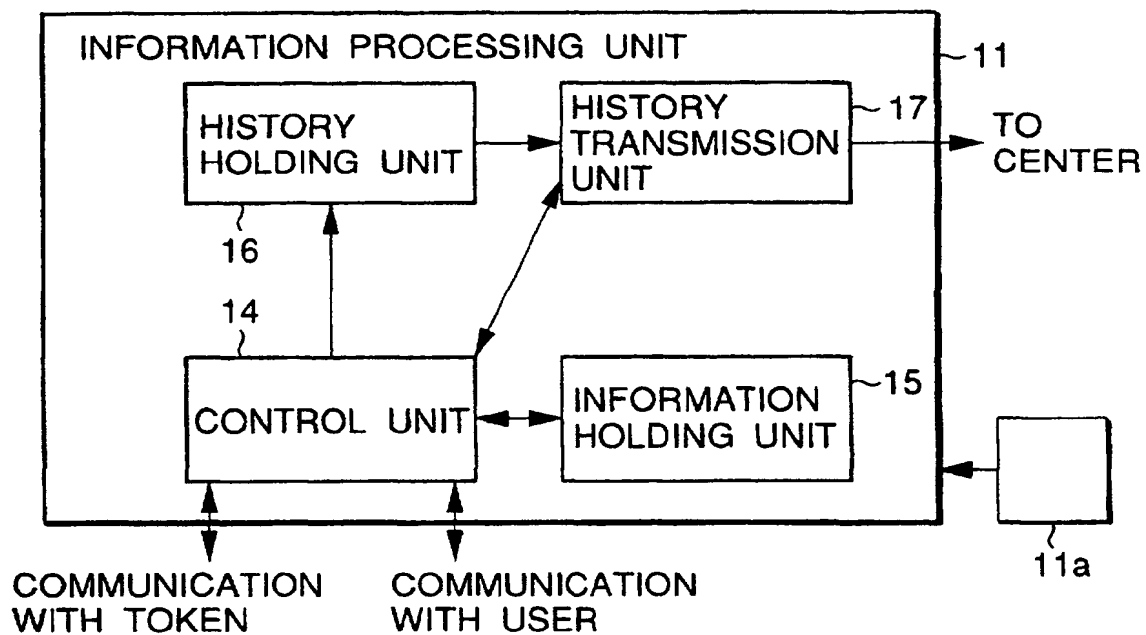 INFORMATION PROCESSING UNIT
11
HISTORY
HOLDING UNIT
16
HISTORY
TRANSMISSION
UNIT
17
TO
CENTER
14
CONTROL UNIT
INFORMATION
HOLDING UNIT
15
11a
COMMUNICATION
WITH TOKEN
COMMUNICATION
WITH USER